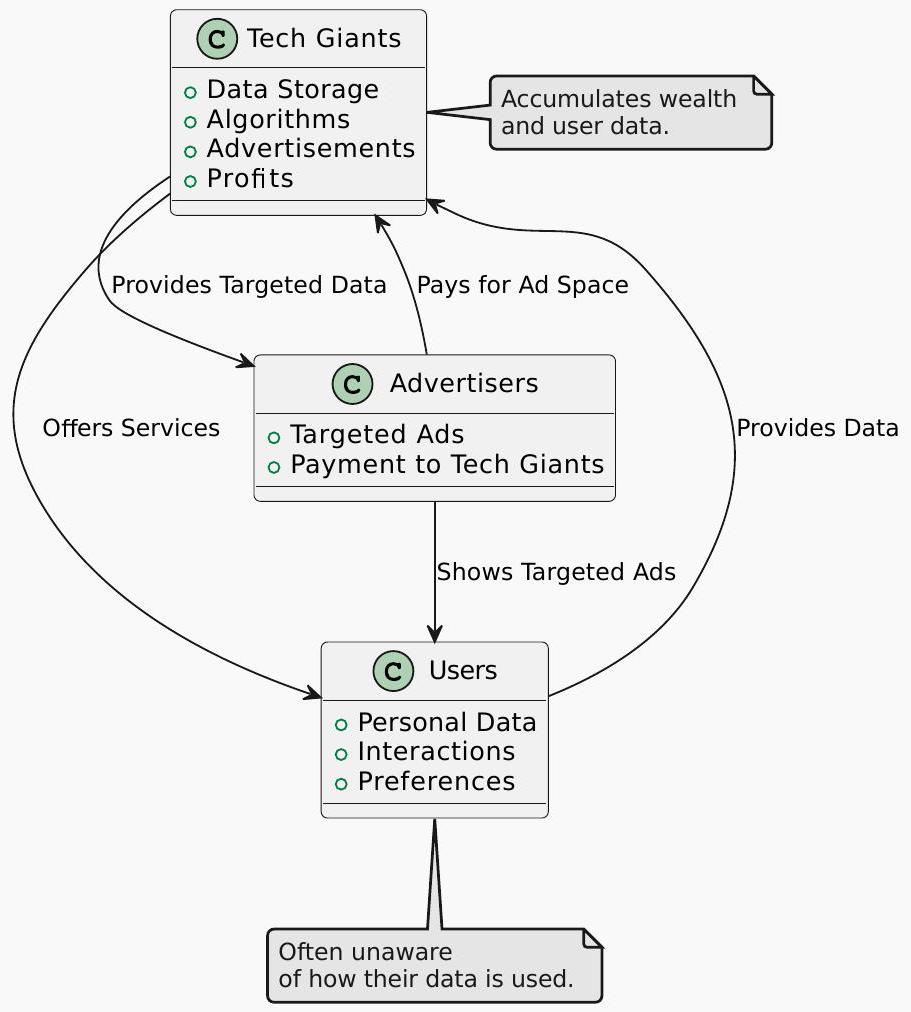 C Tech Giants
Data Storage
Algorithms
Advertisements
Profits
Accumulates wealth
and user data.
Provides Targeted Data
Pays for Ad Space
C Advertisers
Targeted Ads
Payment to Tech Giants
Offers Services
Provides Data
Shows Targeted Ads
C Users
Personal Data
Interactions
Preferences
Often unaware
of how their data is used.